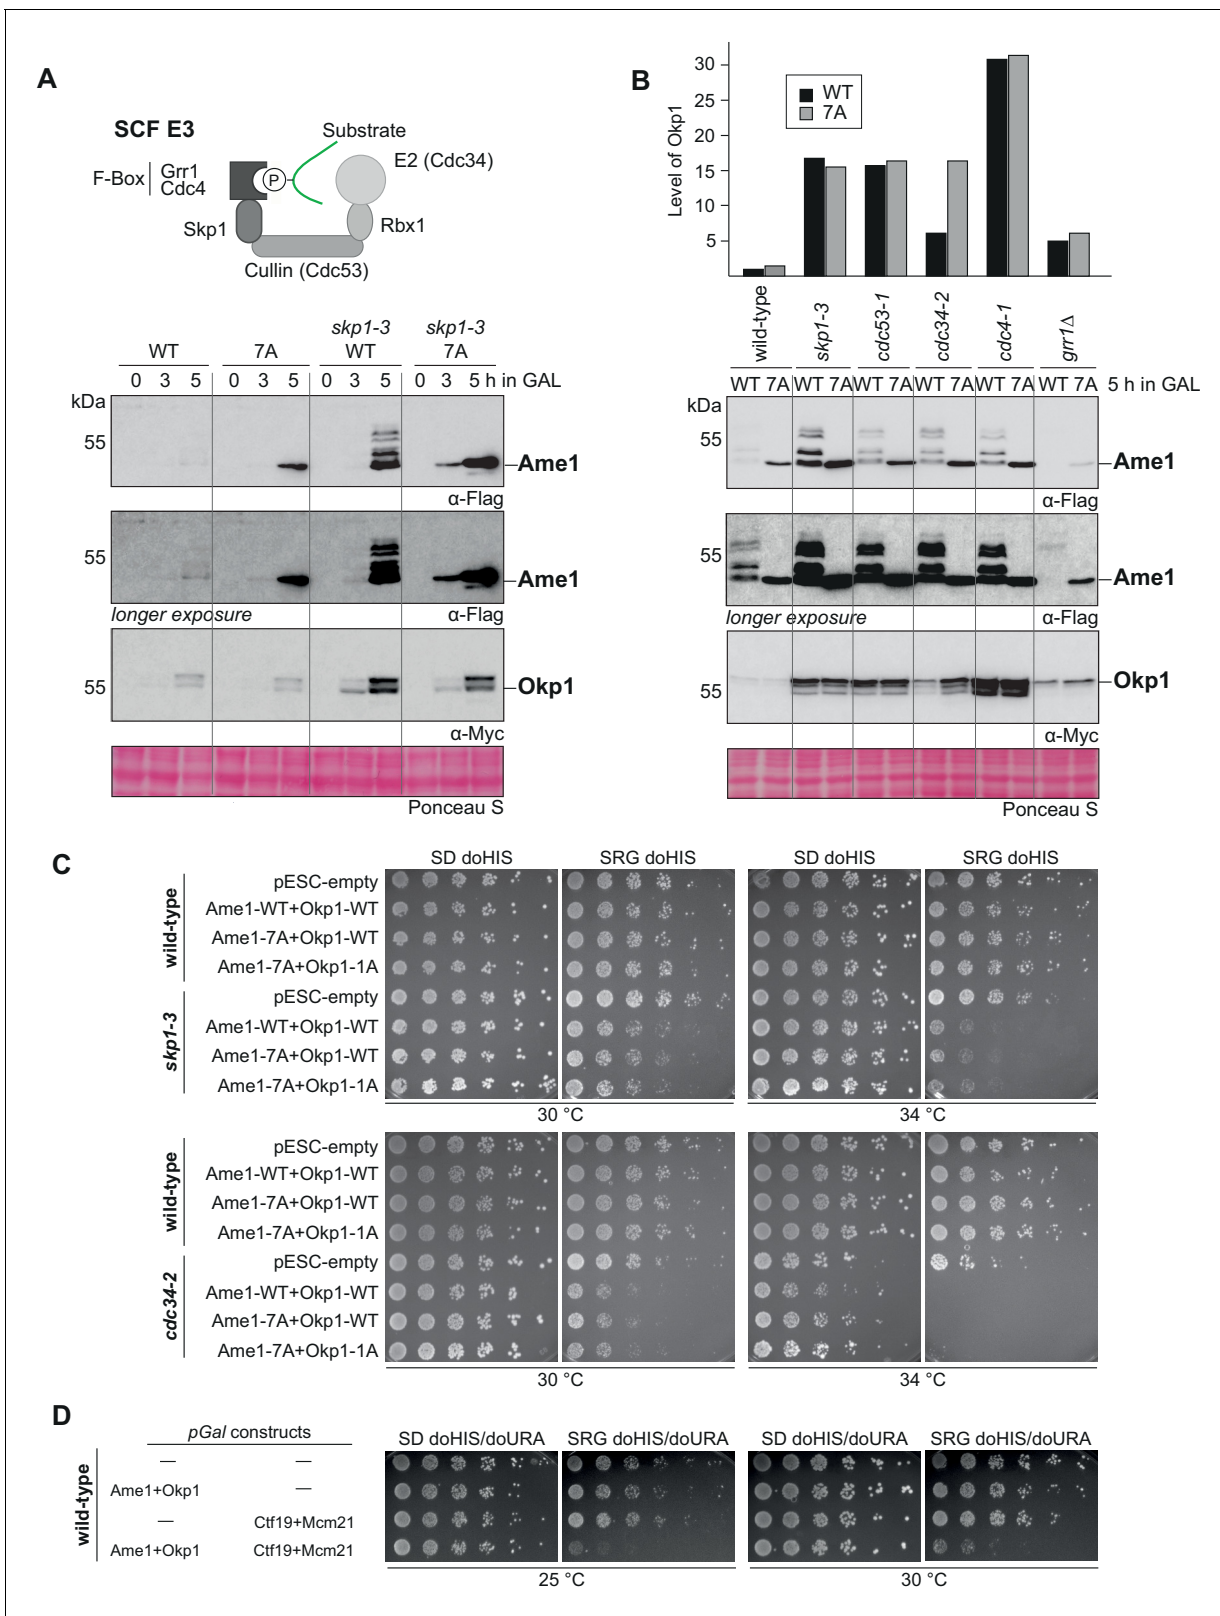 A
SCF E3
Substrate
E2 (Cdc34)
F-Box
Grr1
Cdc4
P
Skp1
Rbx1
Cullin (Cdc53)
skp1-3 skp1-3
WT 7A WT 7A
0 3 5 0 3 5 0 3 5 0 3 5 h in GAL
kDa
55
Ame1
α-Flag
55
Ame1
longer exposure α-Flag
55
Okp1
α-Myc
Ponceau S
B
Level of Okp1
30
25
20
15
10
5
WT
7A
wild-type
skp1-3
cdc53-1
cdc34-2
cdc4-1
grr1Δ
WT 7A WT 7A WT 7A WT 7A WT 7A WT 7A 5 h in GAL
kDa
55
Ame1
α-Flag
55
Ame1
longer exposure α-Flag
55
Okp1
α-Myc
Ponceau S
C
SD doHIS SRG doHIS SD doHIS SRG doHIS
wild-type
pESC-empty
Ame1-WT+Okp1-WT
Ame1-7A+Okp1-WT
Ame1-7A+Okp1-1A
skp1-3
pESC-empty
Ame1-WT+Okp1-WT
Ame1-7A+Okp1-WT
Ame1-7A+Okp1-1A
30 °C 34 °C
wild-type
pESC-empty
Ame1-WT+Okp1-WT
Ame1-7A+Okp1-WT
Ame1-7A+Okp1-1A
cdc34-2
pESC-empty
Ame1-WT+Okp1-WT
Ame1-7A+Okp1-WT
Ame1-7A+Okp1-1A
30 °C 34 °C
D
pGal constructs
SD doHIS/doURA SRG doHIS/doURA SD doHIS/doURA SRG doHIS/doURA
wild-type
— —
Ame1+Okp1 —
— Ctf19+Mcm21
Ame1+Okp1 Ctf19+Mcm21
25 °C 30 °C